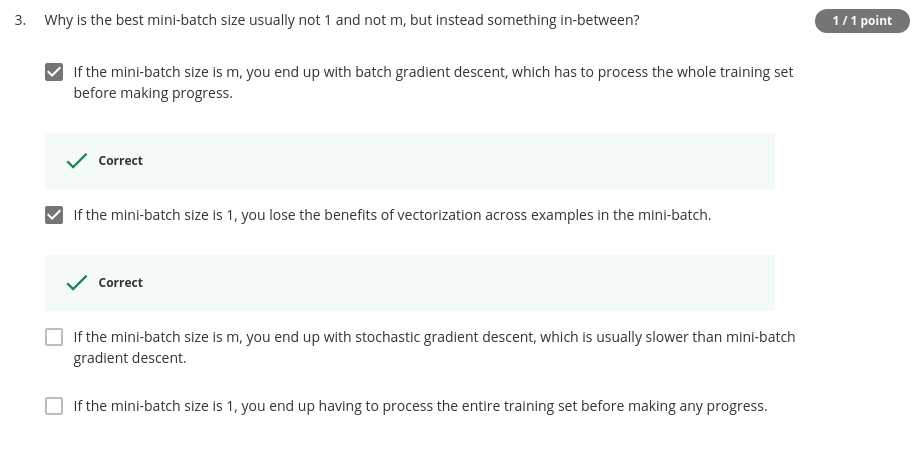 3. Why is the best mini-batch size usually not 1 and not m, but instead something in-between?
1 / 1 point
If the mini-batch size is m, you end up with batch gradient descent, which has to process the whole training set
before making progress.
Correct
If the mini-batch size is 1, you lose the benefits of vectorization across examples in the mini-batch.
Correct
If the mini-batch size is m, you end up with stochastic gradient descent, which is usually slower than mini-batch
gradient descent.
If the mini-batch size is 1, you end up having to process the entire training set before making any progress.